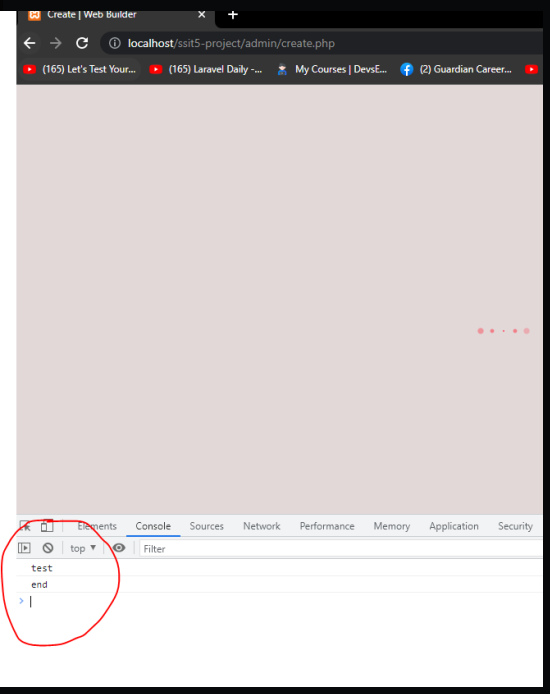 Create | Web Builder
localhost/ssit5-project/admin/create.php
(165) Let's Test Your... (165) Laravel Daily -... My Courses | DevsE... (2) Guardian Career...
Elements Console Sources Network Performance Memory Application Security
top Filter
test
end